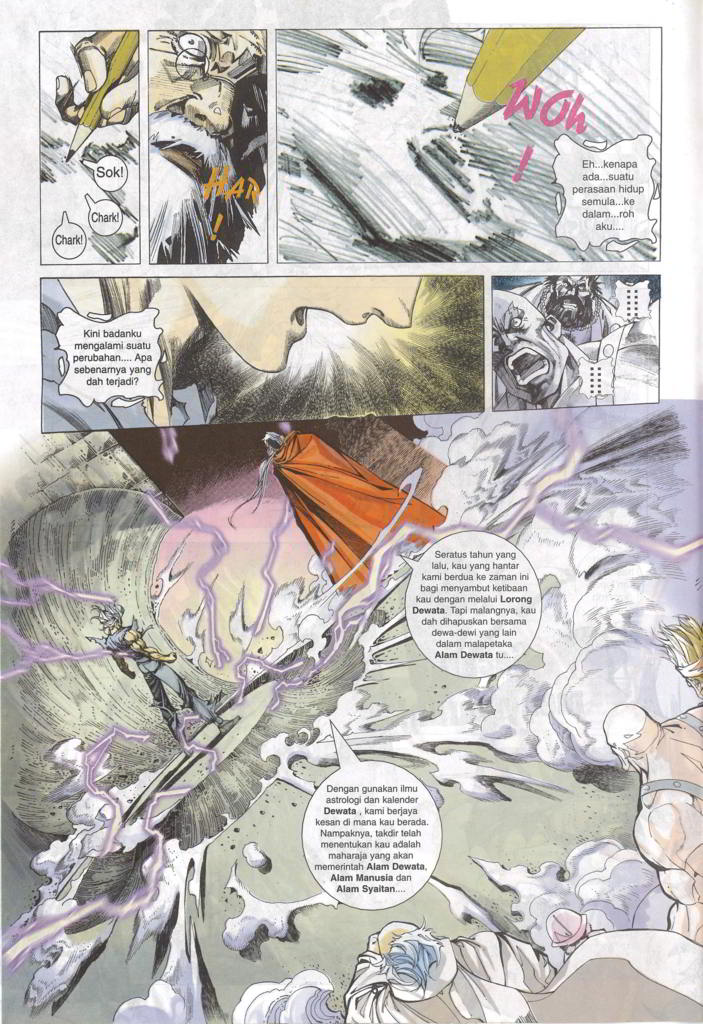 Sok!
Chark!
Chark!
HAR
!
WOH
!
Eh...kenapa
ada...suatu
perasaan hidup
semula...ke
dalam...roh
aku....
Kini badanku
mengalami suatu
perubahan.... Apa
sebenarnya yang
dah terjadi?
Seratus tahun yang
lalu, kau yang hantar
kami berdua ke zaman ini
bagi menyambut ketibaan
kau dengan melalui Lorong
Dewata. Tapi malangnya, kau
dah dihapuskan bersama
dewa-dewi yang lain
dalam malapetaka
Alam Dewata tu....
Dengan gunakan ilmu
astrologi dan kalender
Dewata , kami berjaya
kesan di mana kau berada.
Nampaknya, takdir telah
menentukan kau adalah
maharaja yang akan
memerintah Alam Dewata,
Alam Manusia dan
Alam Syaitan....